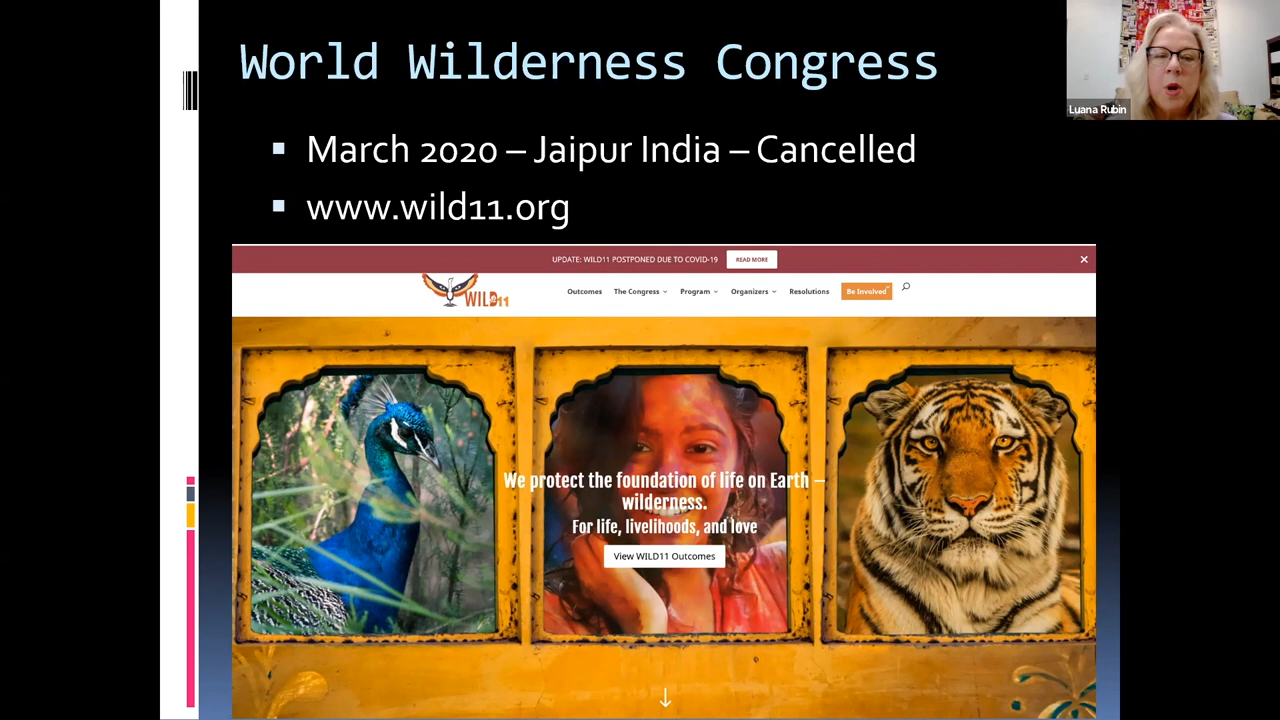 World Wilderness Congress
Luana Rubin
March 2020 – Jaipur India – Cancelled
www.wild11.org
UPDATE: WILD11 POSTPONED DUE TO COVID-19 READ MORE
WILD11 Outcomes The Congress Program Organizers Resolutions Be Involved
We protect the foundation of life on Earth –
wilderness.
For life, livelihoods, and love
View WILD11 Outcomes